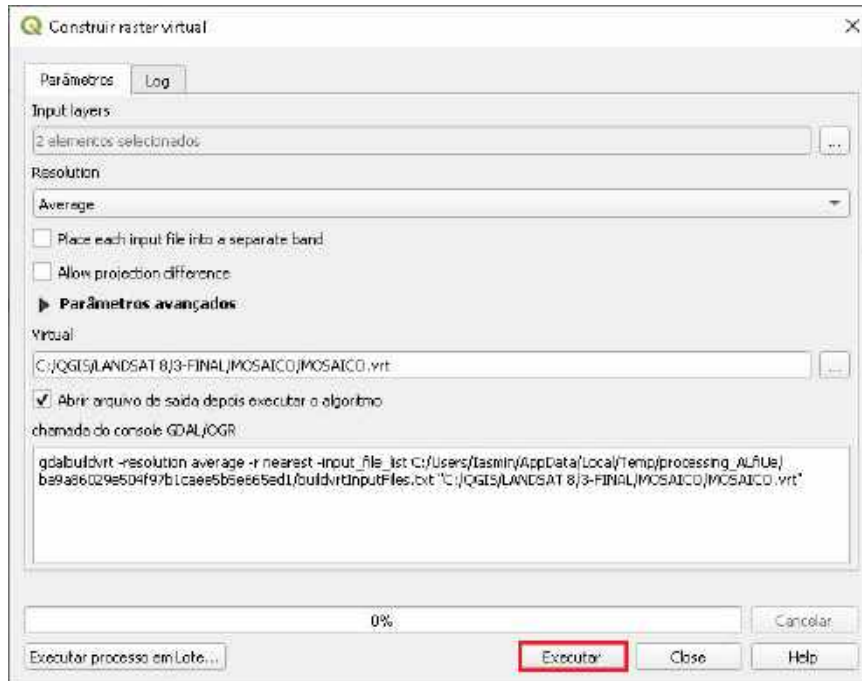 Construir raster virtual
Parâmetros
Log
Input layers
2 elementos selecionados
...
Resolution
Average
Place each input file into a separate band
Allow projection difference
Parâmetros avançados
Virtual
C:/QGIS/LANDSAT 8/3-FINAL/MOSAICO/MOSAICO.vrt
...
Abrir arquivo de saída depois executar o algoritmo
chamada do console GDAL/OGR
gdalbuildvrt -resolution average -r nearest -input_file_list C:/Users/Iasmin/AppData/Local/Temp/
buildvrtInputFiles.txt "C:/QGIS/LANDSAT 8/3-FINAL/MOSAICO/MOSAICO.vrt"
0%
Cancelar
Executar processo em Lote...
Executar
Close
Help